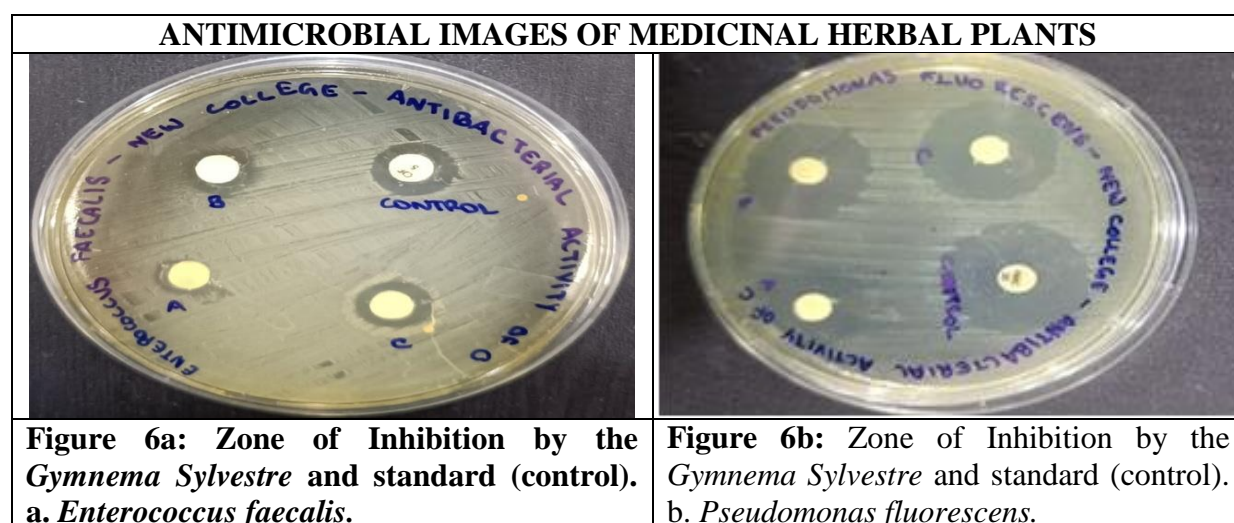 ANTIMICROBIAL IMAGES OF MEDICINAL HERBAL PLANTS
ENTEROCOCCUS FAECALIS - NEW COLLEGE - ANTIBACTERIAL ACTIVITY OF
B
CONTROL
A
C
PSEUDOMONAS - NEW COLLEGE - ANTIBACTERIAL ACTIVITY OF C
C
A
CONTROL
Figure 6a: Zone of Inhibition by the
Gymnema Sylvestre and standard (control).
a. Enterococcus faecalis.
Figure 6b: Zone of Inhibition by the
Gymnema Sylvestre and standard (control).
b. Pseudomonas fluorescens.